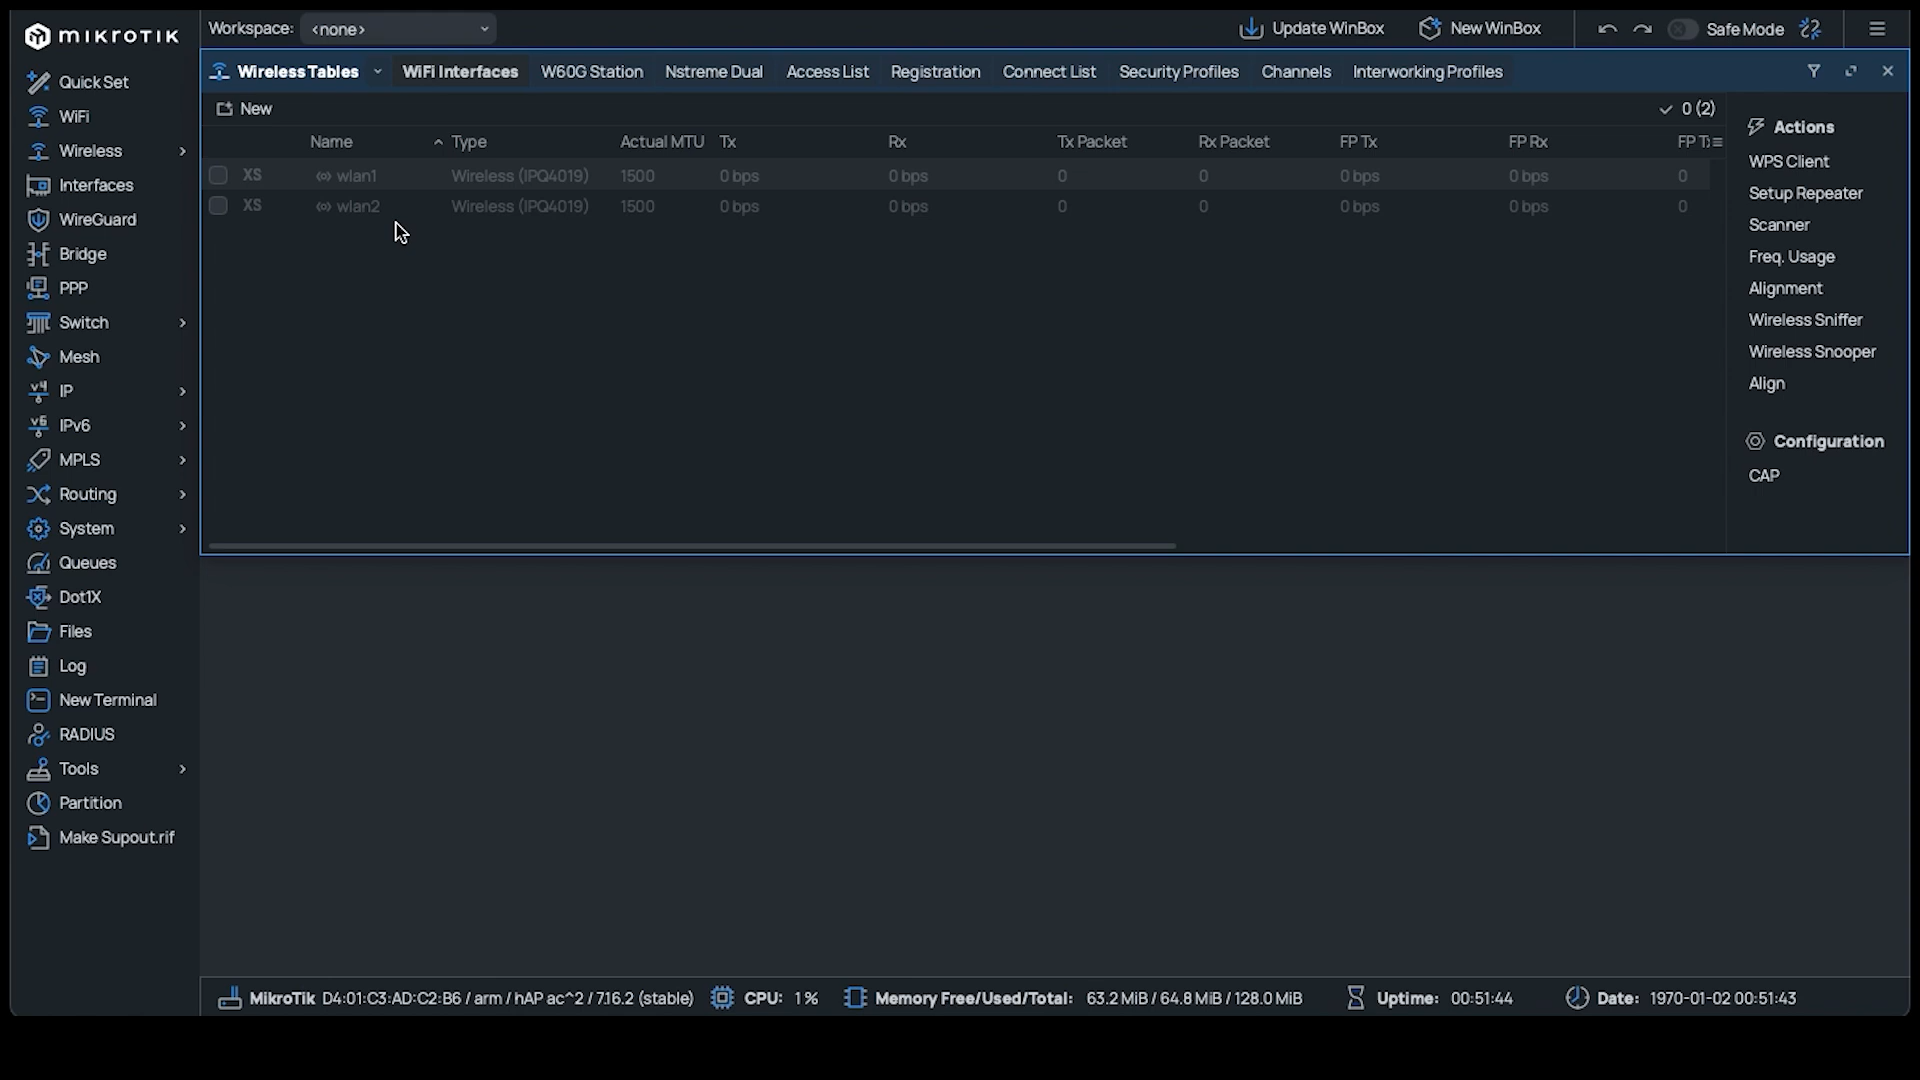 mikrotik
Workspace: <none>
Update WinBox
New WinBox
Safe Mode
Quick Set
WiFi
Wireless
Interfaces
WireGuard
Bridge
PPP
Switch
Mesh
IP
IPv6
MPLS
Routing
System
Queues
Dot1X
Files
Log
New Terminal
RADIUS
Tools
Partition
Make Supout.rif
Wireless Tables WiFi Interfaces W60G Station Nstreme Dual Access List Registration Connect List Security Profiles Channels Interworking Profiles
New 0 (2)
Name Type Actual MTU Tx Rx Tx Packet Rx Packet FP Tx FP Rx
XS wlan1 Wireless (IPQ4019) 1500 0 bps 0 bps 0 0 0 bps 0 bps 0
XS wlan2 Wireless (IPQ4019) 1500 0 bps 0 bps 0 0 0 bps 0 bps 0
Actions
WPS Client
Setup Repeater
Scanner
Freq. Usage
Alignment
Wireless Sniffer
Wireless Snooper
Align
Configuration
CAP
MikroTik D4:01:C3:AD:C2:B6 / arm / hAP ac^2 / 7.16.2 (stable) CPU: 1 % Memory Free/Used/Total: 63.2 MiB / 64.8 MiB / 128.0 MiB Uptime: 00:51:44 Date: 1970-01-02 00:51:43